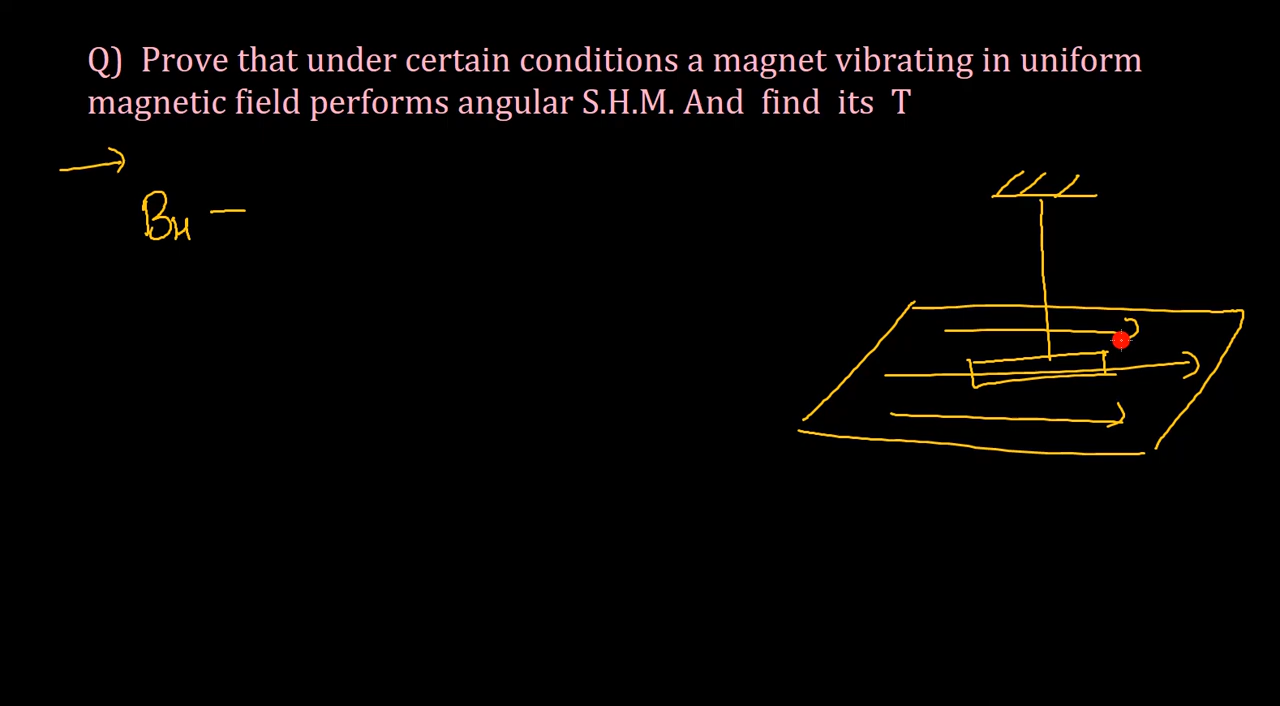 Q) Prove that under certain conditions a magnet vibrating in uniform
magnetic field performs angular S.H.M. And find its T
→
BH –